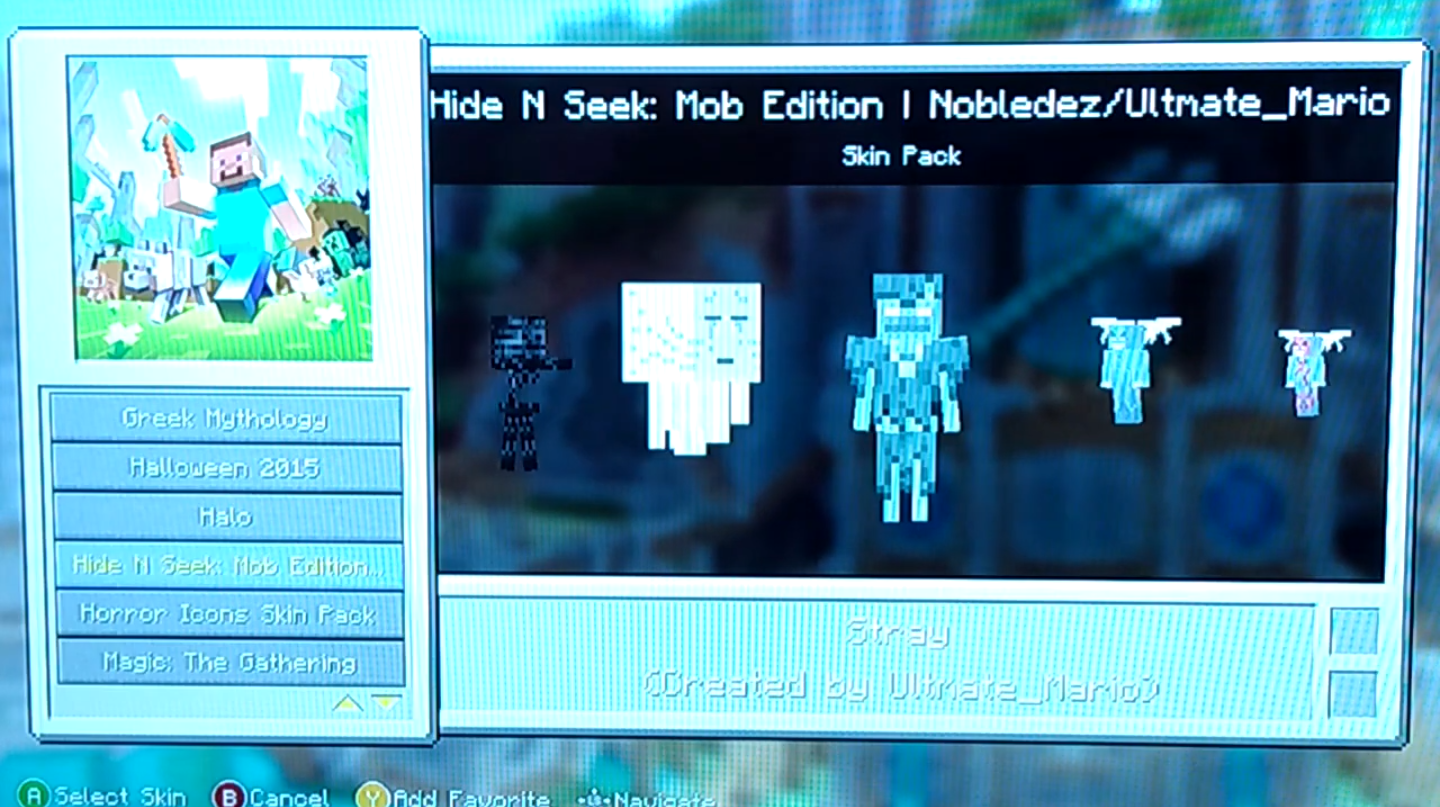 Hide N Seek: Mob Edition | Nobledez/Ultmate_Mario
Skin Pack
Greek Mythology
Halloween 2015
Halo
Hide N Seek: Mob Edition...
Horror Icons Skin Pack
Magic: The Gathering
Stray
(Created by Ultmate_Mario)
A Select Skin B Cancel Y Add Favorite Navigate